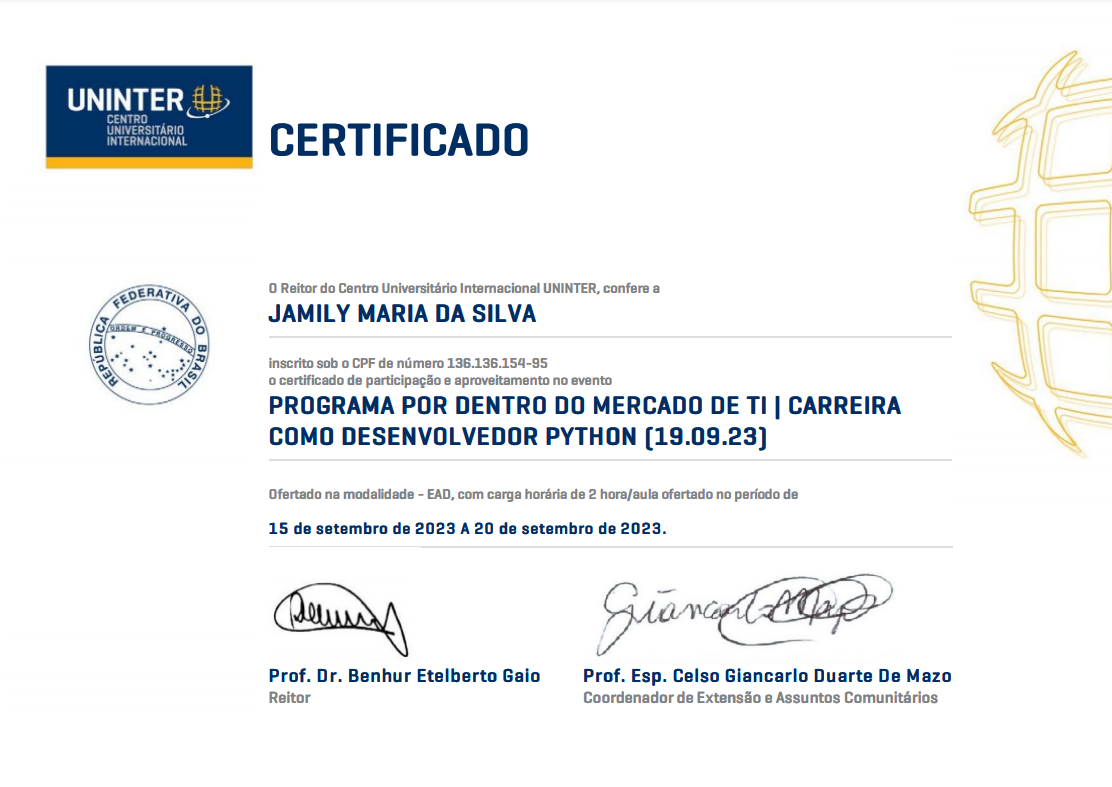 UNINTER
CENTRO
UNIVERSITÁRIO
INTERNACIONAL
CERTIFICADO
REPÚBLICA FEDERATIVA DO BRASIL
ORDEM E PROGRESSO
O Reitor do Centro Universitário Internacional UNINTER, confere a
JAMILY MARIA DA SILVA
inscrito sob o CPF de número 136.136.154-95
o certificado de participação e aproveitamento no evento
PROGRAMA POR DENTRO DO MERCADO DE TI | CARREIRA
COMO DESENVOLVEDOR PYTHON (19.09.23)
Ofertado na modalidade - EAD, com carga horária de 2 hora/aula ofertado no período de
15 de setembro de 2023 A 20 de setembro de 2023.
Prof. Dr. Benhur Etelberto Gaio
Reitor
Prof. Esp. Celso Giancarlo Duarte De Mazo
Coordenador de Extensão e Assuntos Comunitários